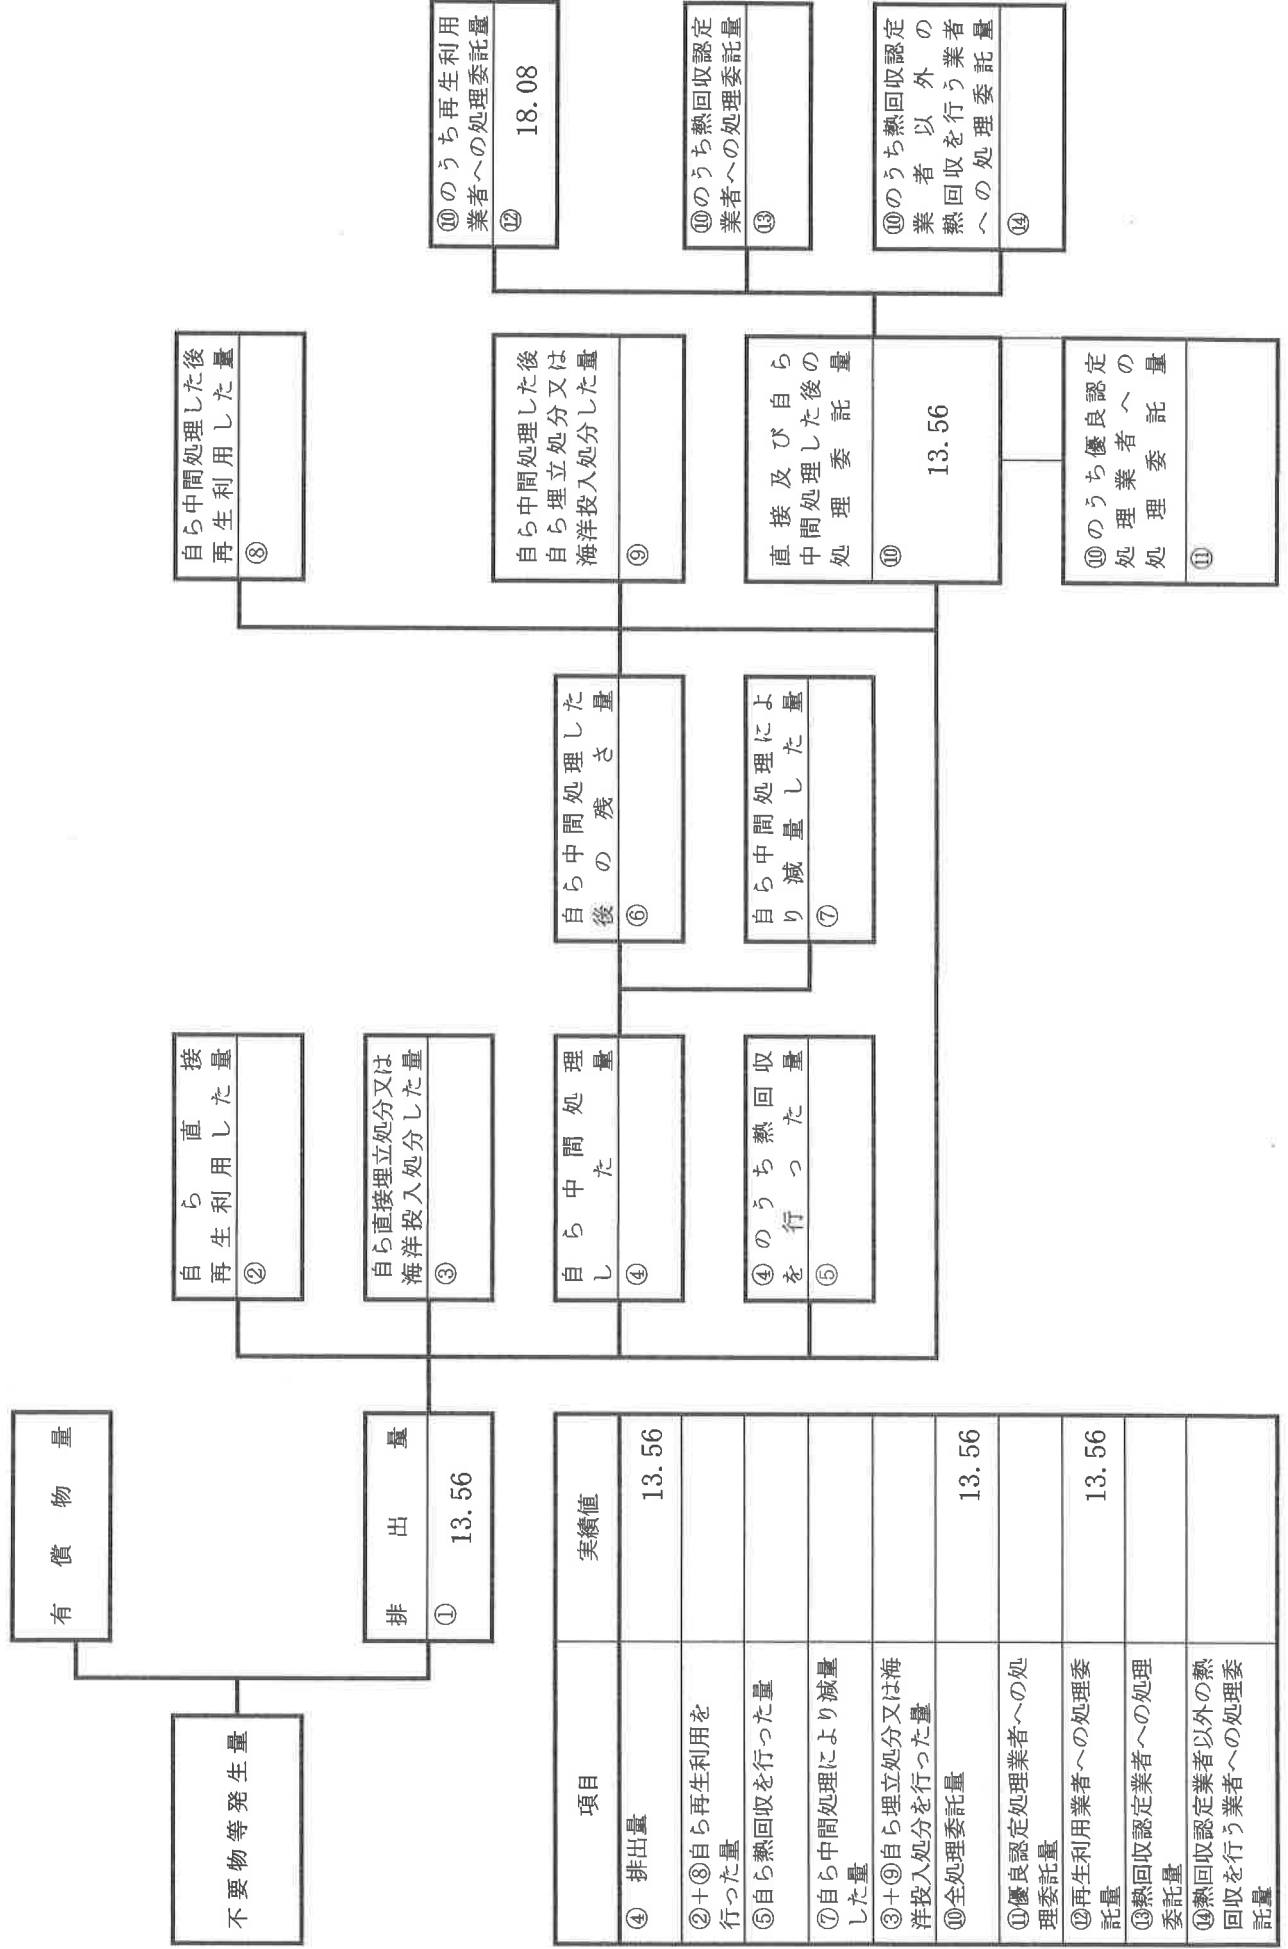 不要物等発生量
有償物量
排出量
①
13.56
自ら直接
再生利用した量
②
自ら直接埋立処分又は
海洋投入処分した量
③
自ら中間処理
した量
④
④のうち熱回収
を行った量
⑤
自ら中間処理した
後の残さ量
⑥
自ら中間処理によ
り減量した量
⑦
自ら中間処理した後
再生利用した量
⑧
自ら中間処理した後
自ら埋立処分又は
海洋投入処分した量
⑨
直接及び自ら
中間処理した後の
処理委託量
⑩
13.56
⑩のうち優良認定
処理業者への
処理委託量
⑪
⑩のうち再生利用
業者への処理委託量
⑫
18.08
⑩のうち熱回収認定
業者への処理委託量
⑬
⑩のうち熱回収認定
業者以外の
熱回収を行う業者
への処理委託量
⑭
項目 実績値
④ 排出量 13.56
②+⑧自ら再生利用を
行った量
⑤自ら熱回収を行った量
⑦自ら中間処理により減量
した量
③+⑨自ら埋立処分又は海
洋投入処分を行った量
⑩全処理委託量 13.56
⑪優良認定処理業者への処
理委託量
⑫再生利用業者への処理委
託量 13.56
⑬熱回収認定業者への処理
委託量
⑭熱回収認定業者以外の熱
回収を行う業者への処理委
託量